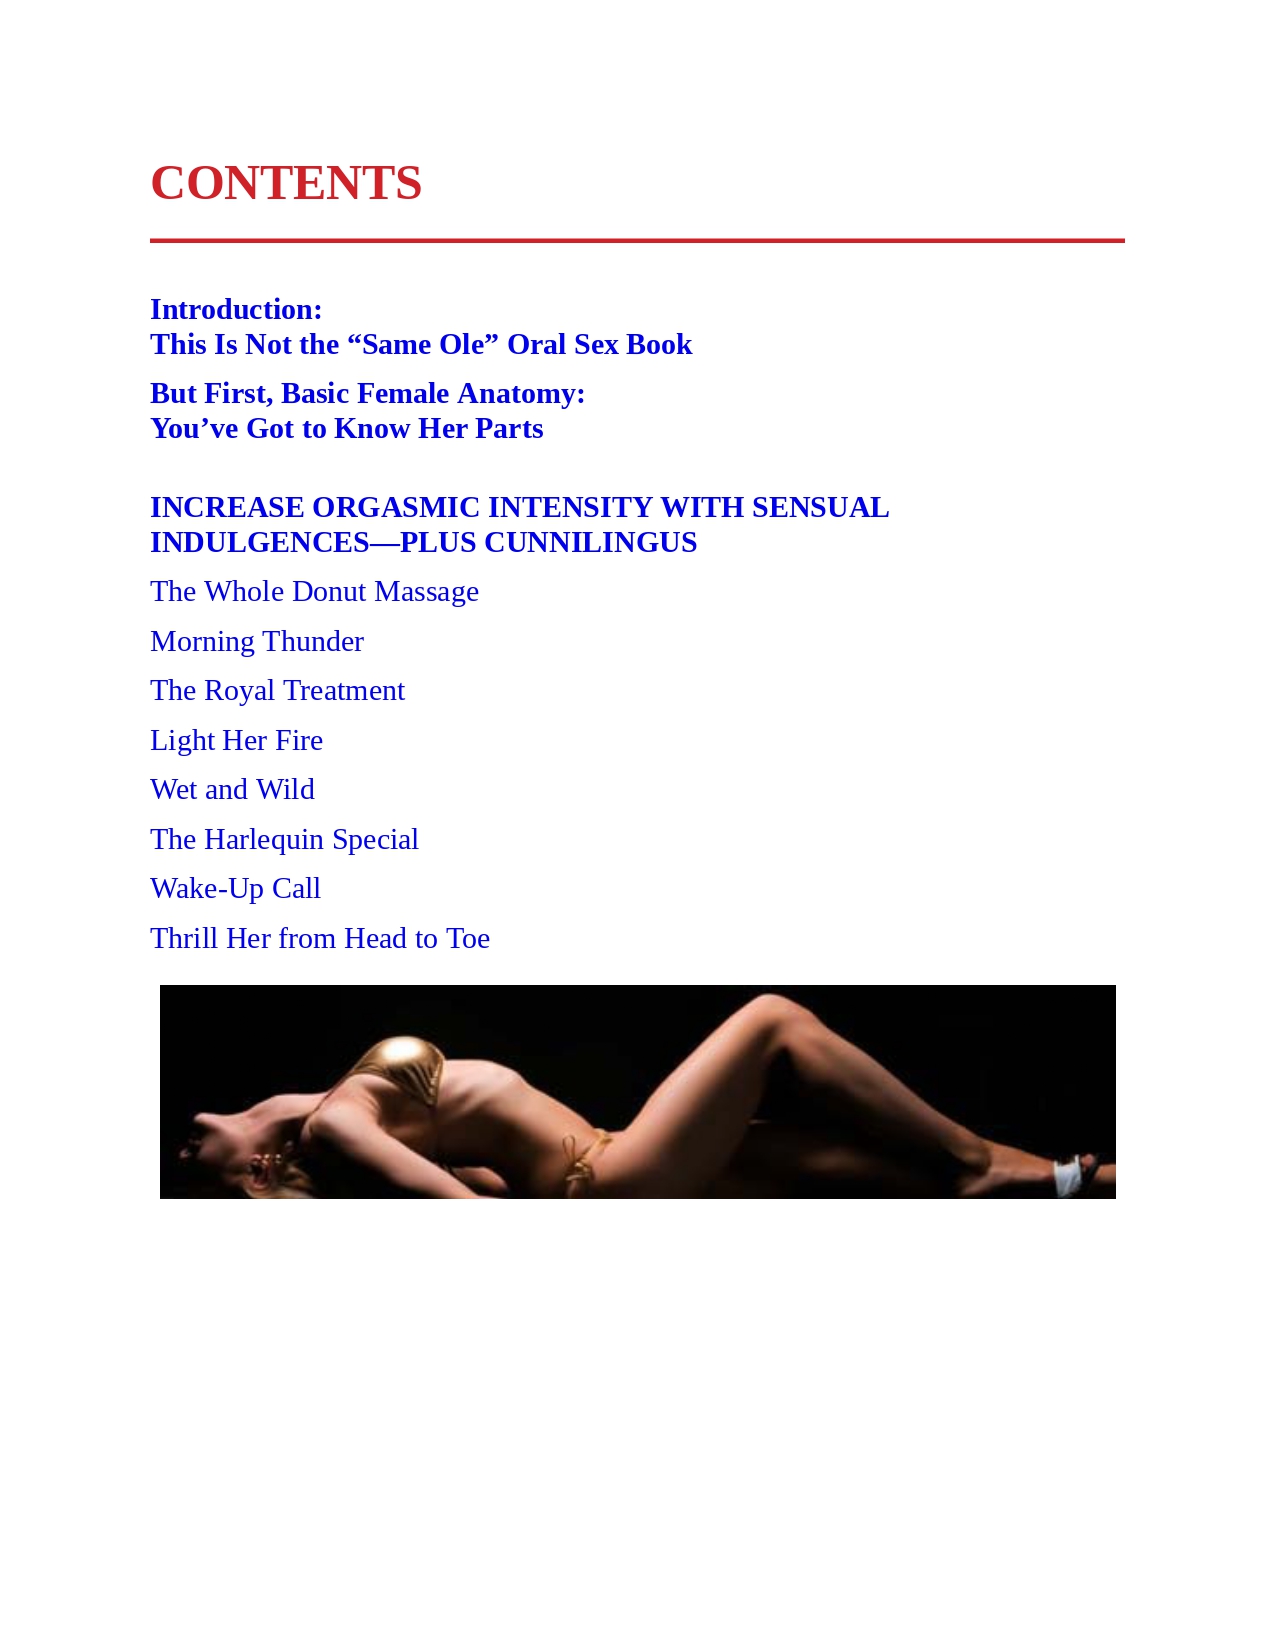 CONTENTS
Introduction:
This Is Not the “Same Ole” Oral Sex Book
But First, Basic Female Anatomy:
You’ve Got to Know Her Parts
INCREASE ORGASMIC INTENSITY WITH SENSUAL
INDULGENCES—PLUS CUNNILINGUS
The Whole Donut Massage
Morning Thunder
The Royal Treatment
Light Her Fire
Wet and Wild
The Harlequin Special
Wake-Up Call
Thrill Her from Head to Toe